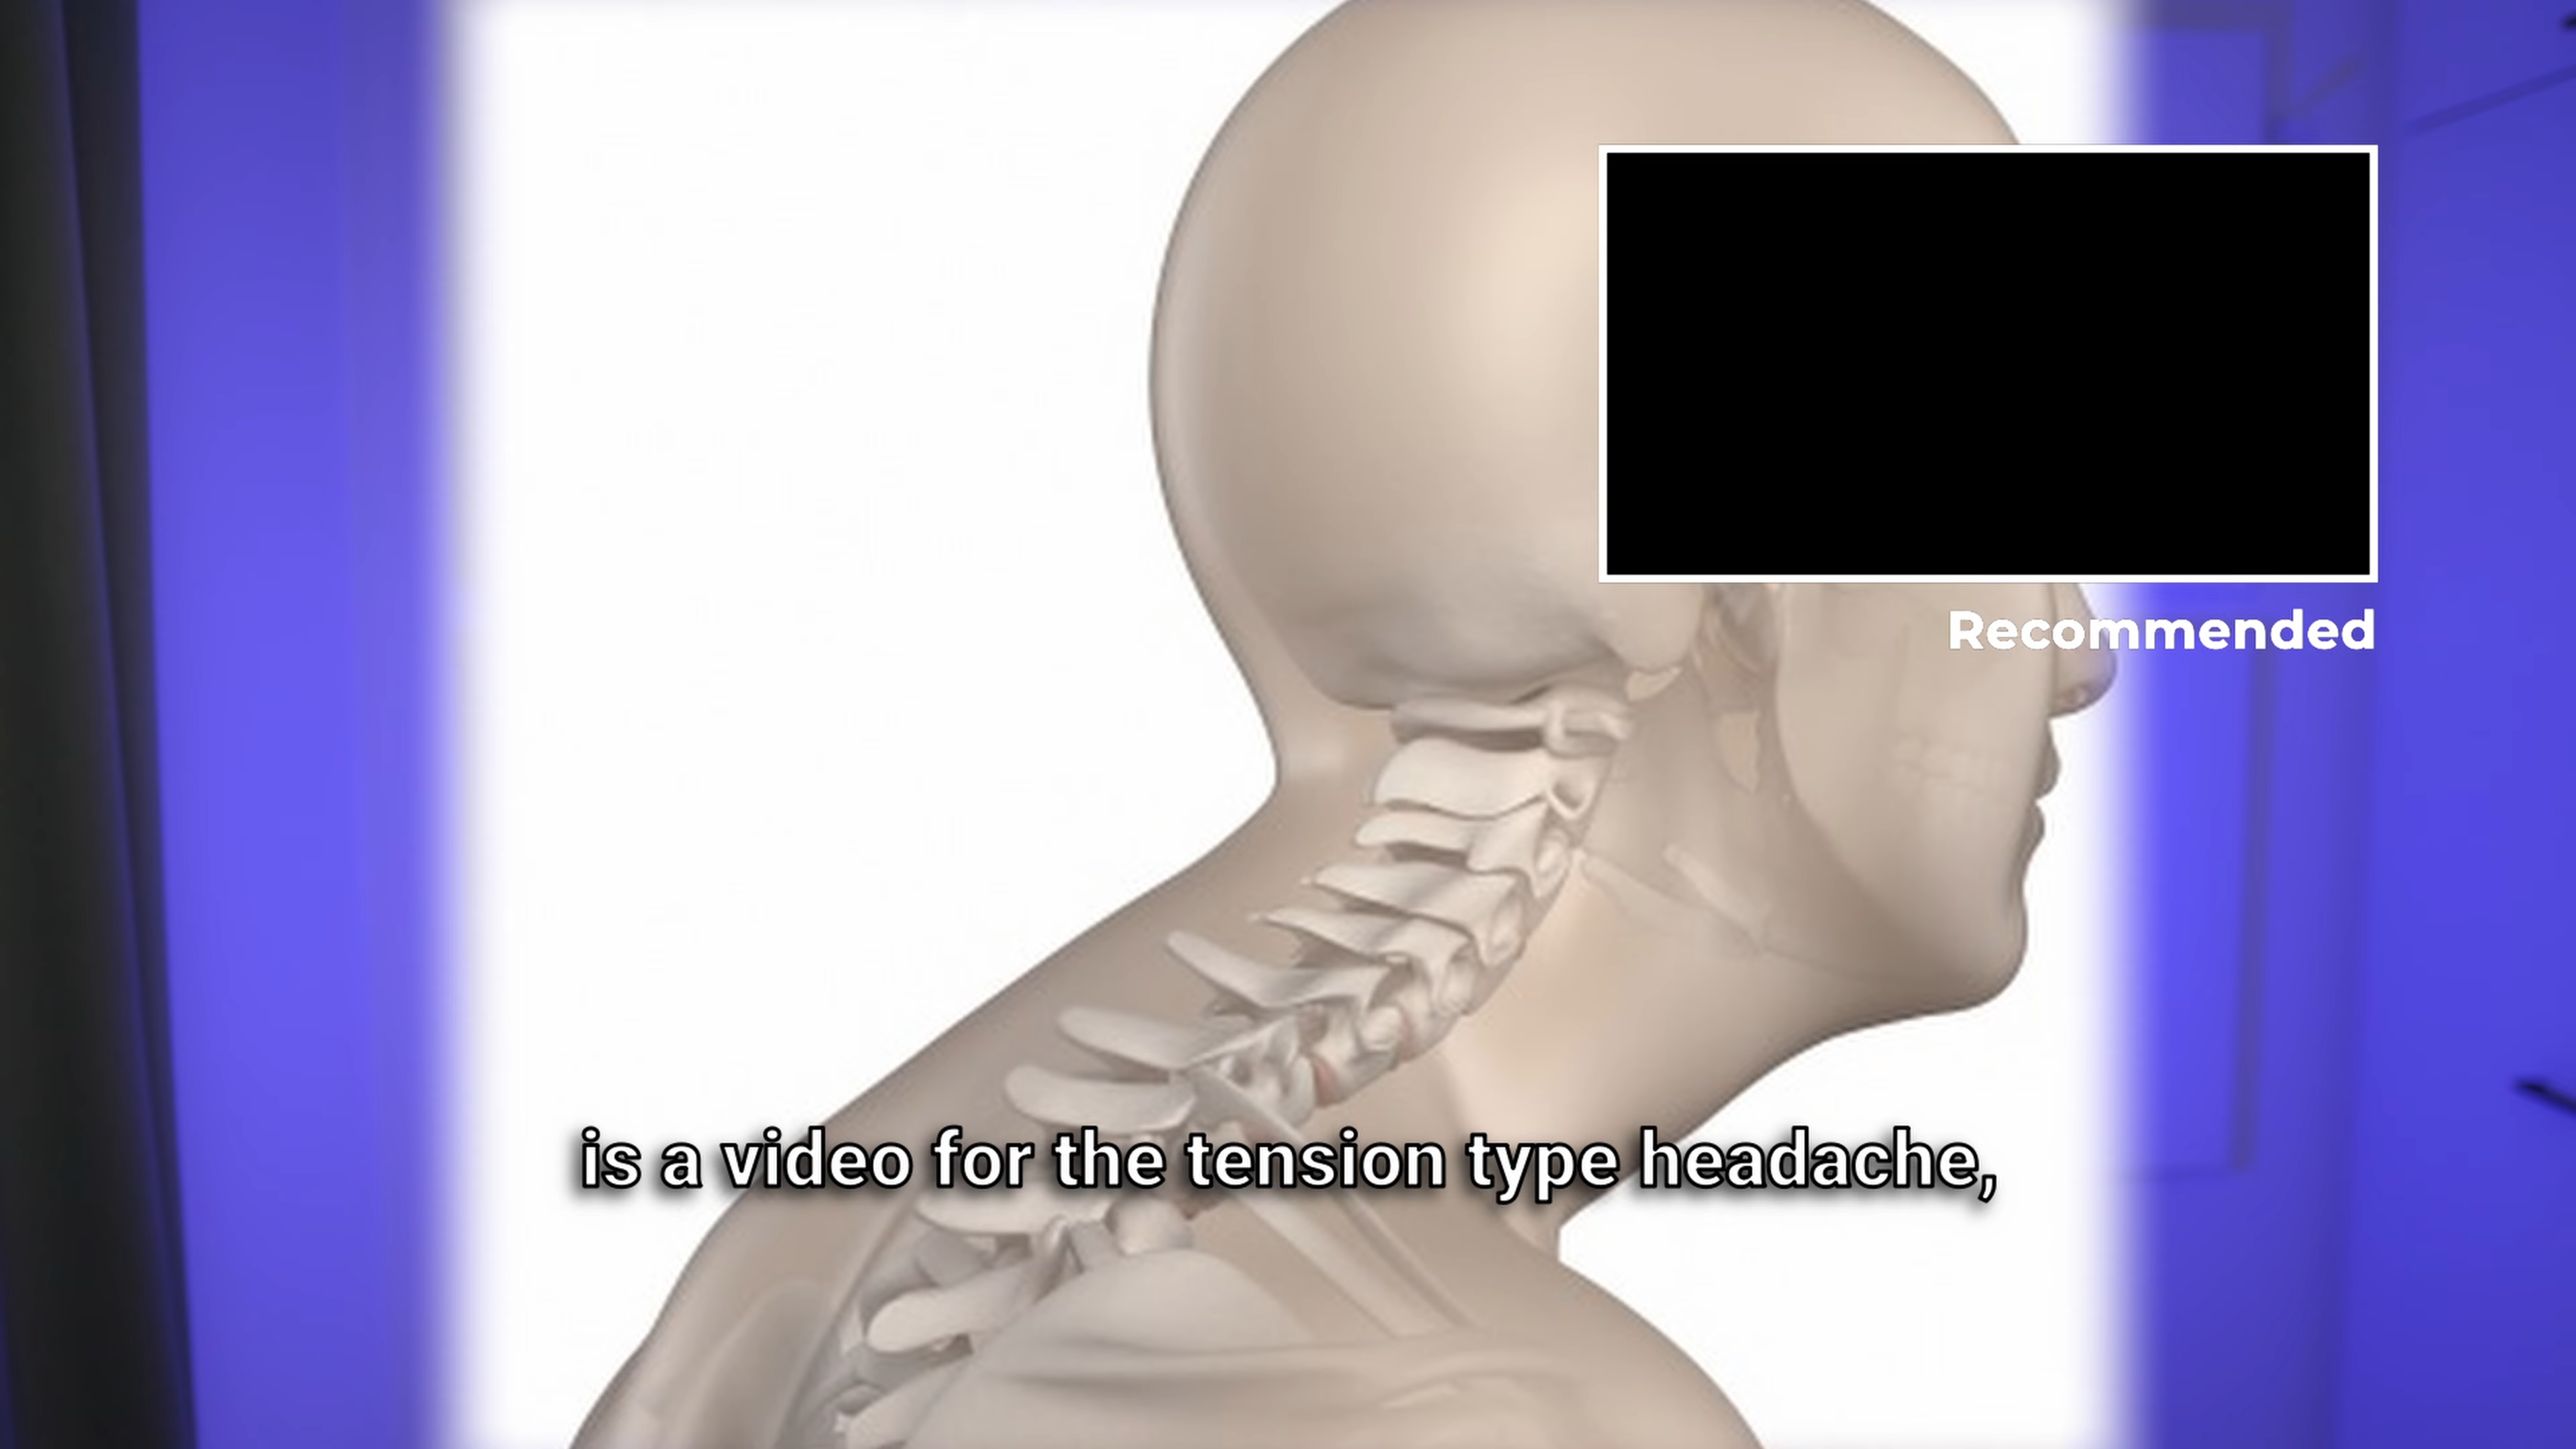 Recommended
is a video for the tension type headache,